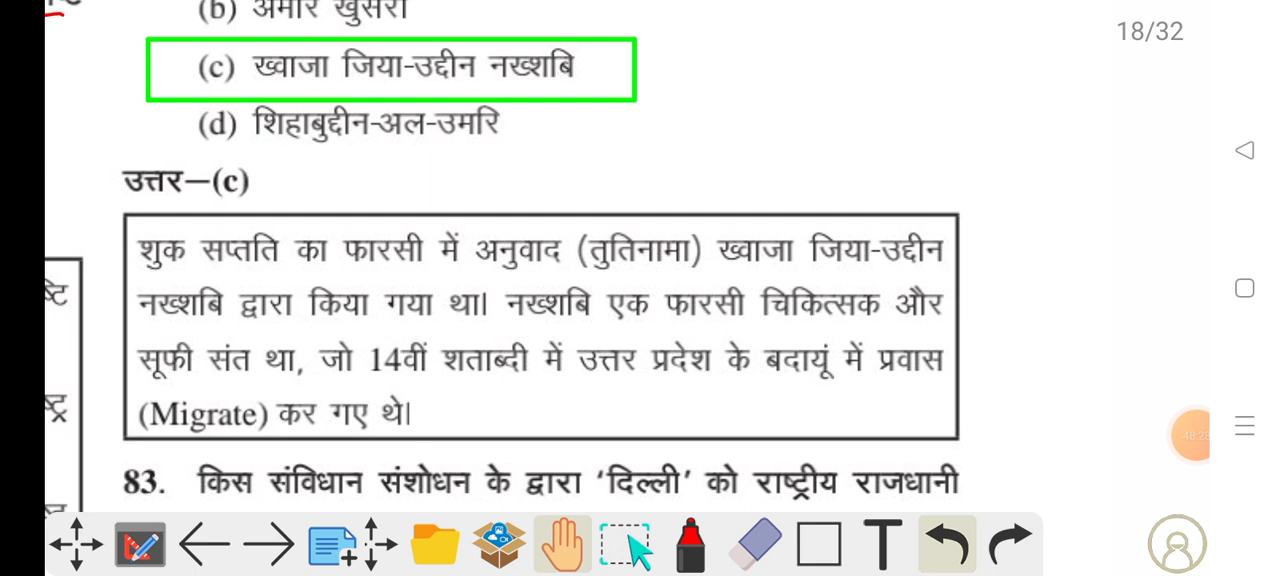 (b) अमीर खुसरो
18/32
(c) ख्वाजा जिया-उद्दीन नख्शबि
(d) शिहाबुद्दीन-अल-उमरि
उत्तर—(c)
शुक सप्तति का फारसी में अनुवाद (तुतिनामा) ख्वाजा जिया-उद्दीन
नख्शबि द्वारा किया गया था। नख्शबि एक फारसी चिकित्सक और
सूफी संत था, जो 14वीं शताब्दी में उत्तर प्रदेश के बदायूं में प्रवास
(Migrate) कर गए थे।
83. किस संविधान संशोधन के द्वारा ‘दिल्ली’ को राष्ट्रीय राजधानी
T